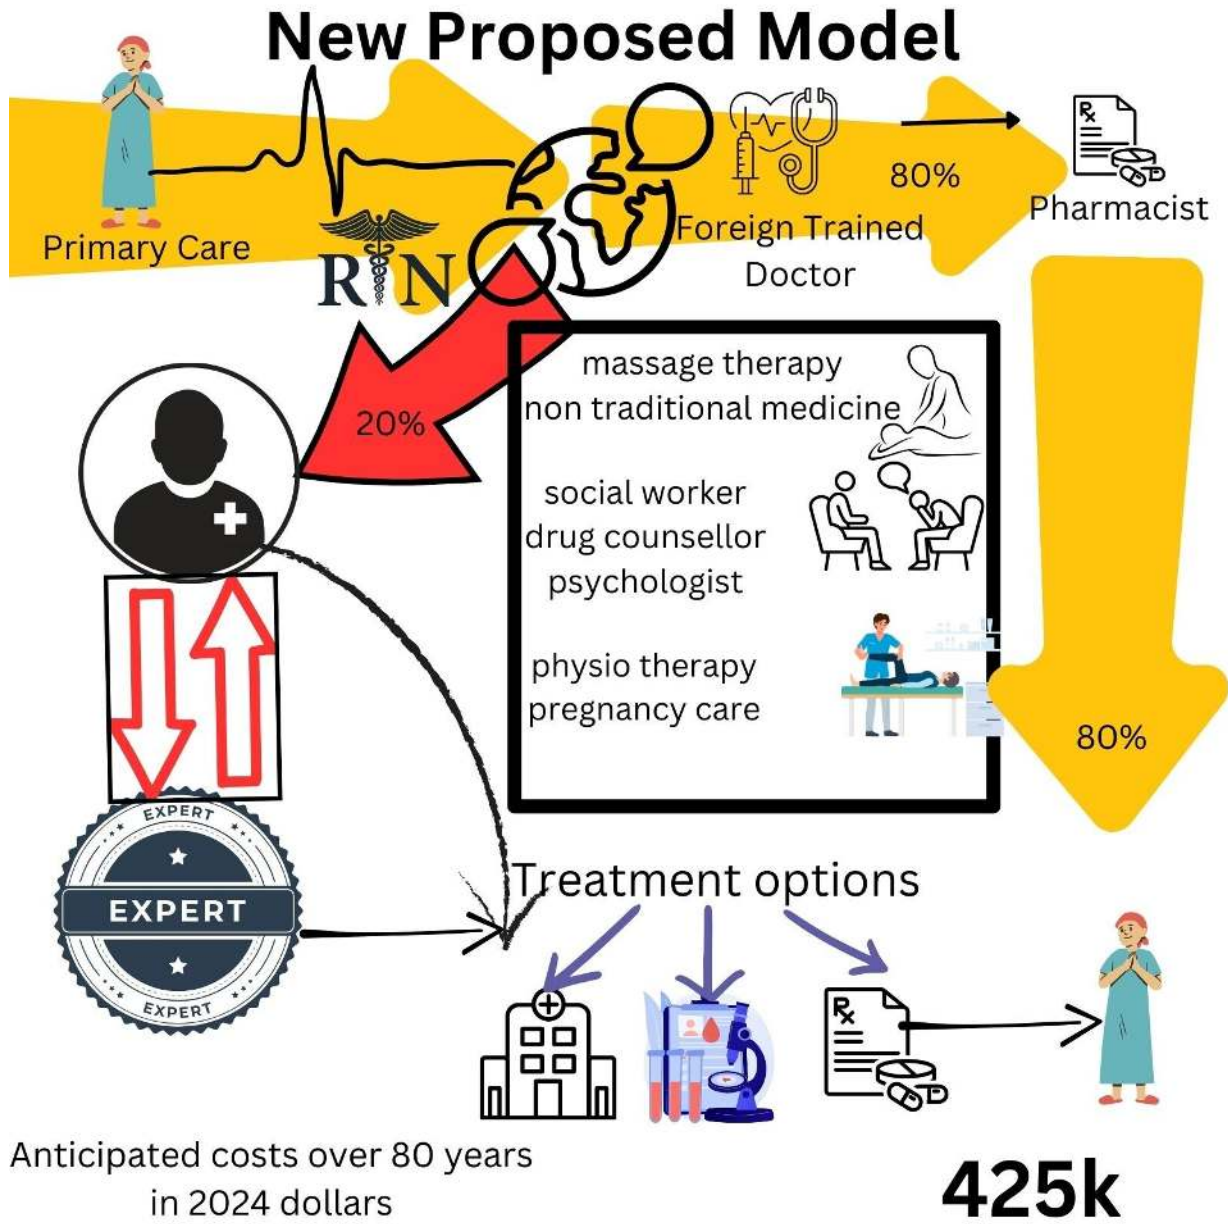 New Proposed Model
Primary Care
RN
Foreign Trained
Doctor
80%
Rx
Pharmacist
20%
massage therapy
non traditional medicine
social worker
drug counsellor
psychologist
physio therapy
pregnancy care
80%
EXPERT
EXPERT
EXPERT
Treatment options
Rx
Anticipated costs over 80 years
in 2024 dollars
425k